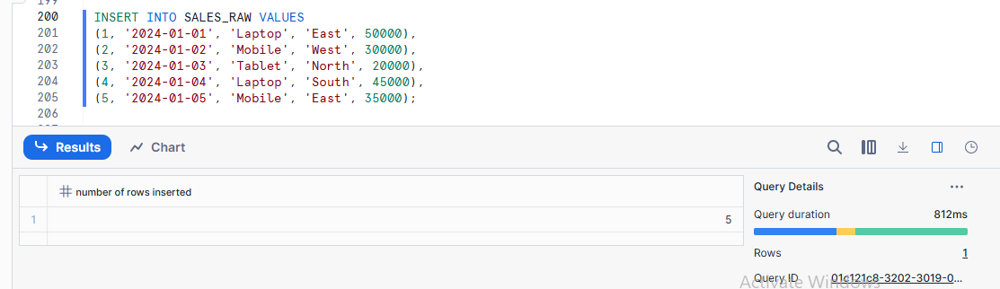 200 INSERT INTO SALES_RAW VALUES
201 (1, '2024-01-01', 'Laptop', 'East', 50000),
202 (2, '2024-01-02', 'Mobile', 'West', 30000),
203 (3, '2024-01-03', 'Tablet', 'North', 20000),
204 (4, '2024-01-04', 'Laptop', 'South', 45000),
205 (5, '2024-01-05', 'Mobile', 'East', 35000);
206
Results Chart
number of rows inserted
1 5
Query Details ...
Query duration 812ms
Rows 1
Query ID 01c121c8-3202-3019-0...
Activate Windows